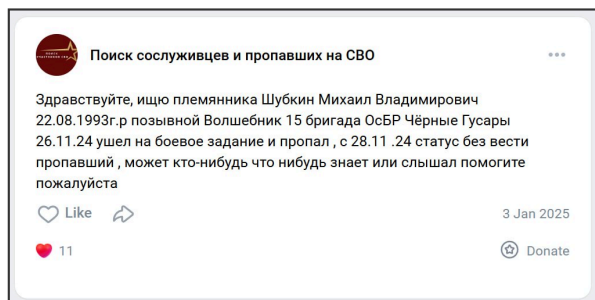 Поиск сослуживцев и пропавших на СВО
Здравствуйте, ищю племянника Шубкин Михаил Владимирович
22.08.1993г.р позывной Волшебник 15 бригада ОсБР Чёрные Гусары
26.11.24 ушел на боевое задание и пропал , с 28.11 .24 статус без вести
пропавший , может кто-нибудь что нибудь знает или слышал помогите
пожалуйста
Like
3 Jan 2025
11
Donate